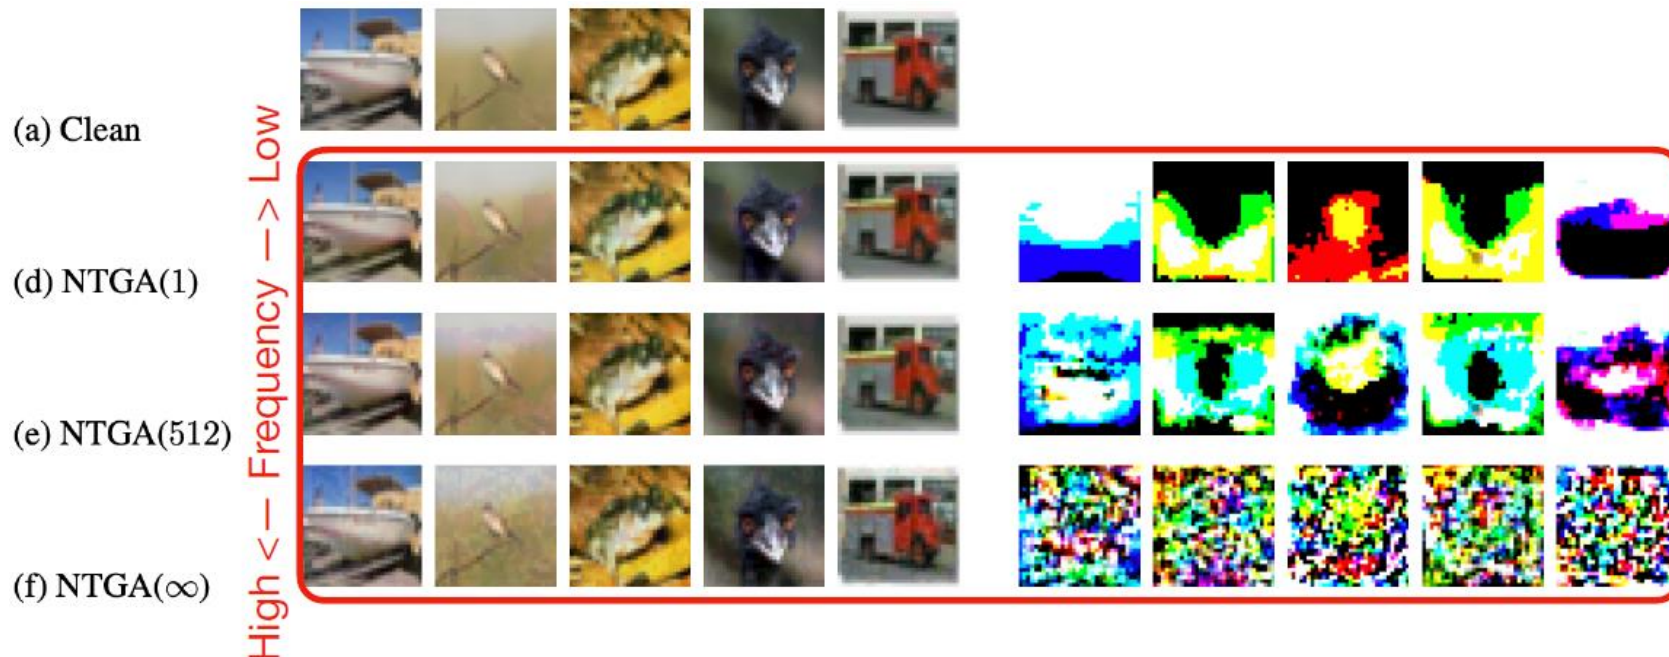 (a) Clean
(d) NTGA(1)
(e) NTGA(512)
(f) NTGA(∞)
High <— Frequency —> Low